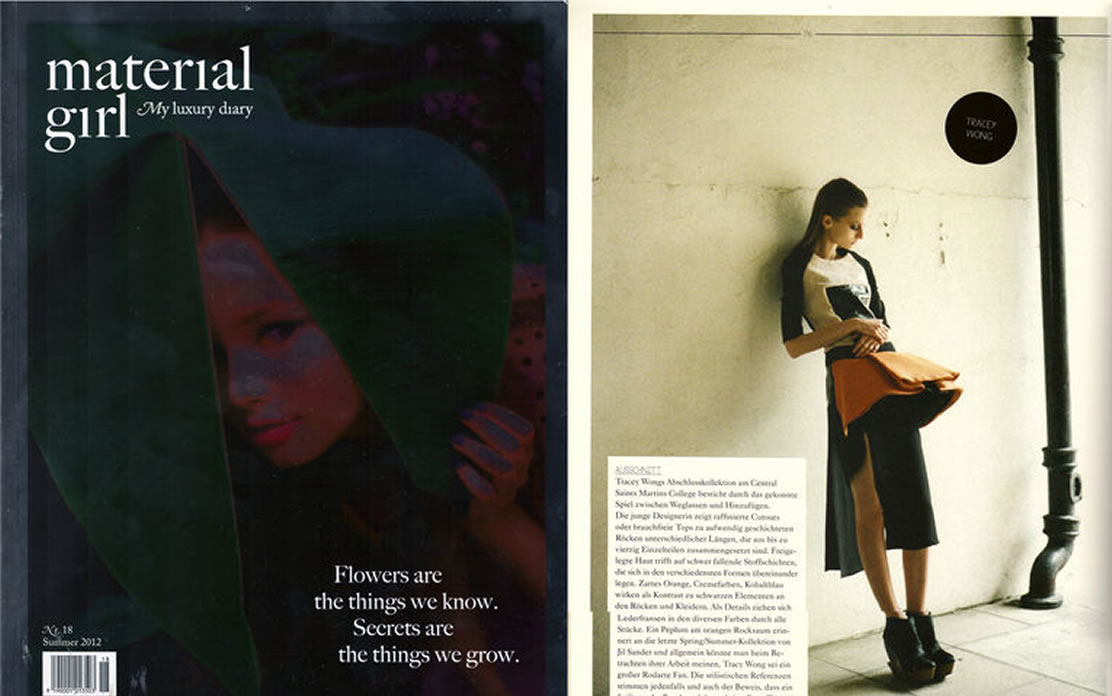 material
girl My luxury diary
Flowers are
the things we know.
Secrets are
the things we grow.
Nr. 18
Summer 2012
TRACEY
WONG
AUSSCHNITT
Tracey Wongs Abschlusskollektion am Central
Saints Martins College besticht durch das gekonnte
Spiel zwischen Weglassen und Hinzufügen.
Die junge Designerin zeigt raffinierte Cutouts
oder brauchfreie Tops zu aufwendig geschichteten
Röcken unterschiedlicher Längen, die aus bis zu
vierzig Einzelteilen zusammengesetzt sind. Freige-
legte Haut trifft auf schwer fallende Stoffschichten,
die sich in den verschiedensten Formen übereinander
legen. Zartes Orange, Cremefarben, Kobaltblau
wirken als Kontrast zu schwarzen Elementen an
den Röcken und Kleidern. Als Details ziehen sich
Lederfransen in den diversen Farben durch alle
Stücke. Ein Peplum am orangen Rocksaum erin-
nert an die letzte Spring/Summer-Kollektion von
Jil Sander und allgemein könnte man beim Be-
trachten ihrer Arbeit meinen, Tracy Wong sei ein
großer Rodarte Fan. Die stilistischen Referenzen
stimmen jedenfalls und auch der Beweis, dass ein